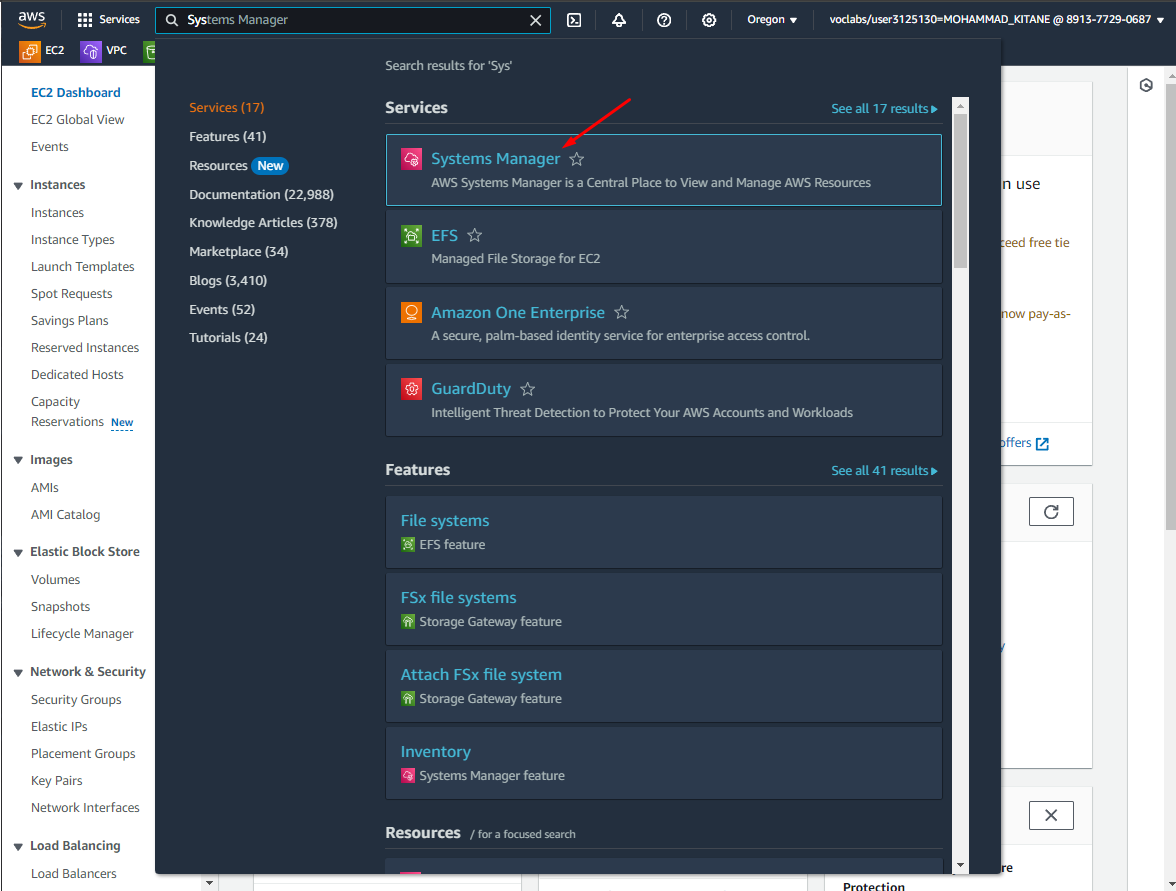 aws
Services
Systems Manager
Oregon
voclabs/user3125130=MOHAMMAD_KITANE @ 8913-7729-0687
EC2
VPC
EC2 Dashboard
EC2 Global View
Events
Instances
Instances
Instance Types
Launch Templates
Spot Requests
Savings Plans
Reserved Instances
Dedicated Hosts
Capacity
Reservations New
Images
AMIs
AMI Catalog
Elastic Block Store
Volumes
Snapshots
Lifecycle Manager
Network & Security
Security Groups
Elastic IPs
Placement Groups
Key Pairs
Network Interfaces
Load Balancing
Load Balancers
Search results for 'Sys'
Services (17)
Features (41)
Resources New
Documentation (22,988)
Knowledge Articles (378)
Marketplace (34)
Blogs (3,410)
Events (52)
Tutorials (24)
Services
See all 17 results
Systems Manager
AWS Systems Manager is a Central Place to View and Manage AWS Resources
EFS
Managed File Storage for EC2
Amazon One Enterprise
A secure, palm-based identity service for enterprise access control.
GuardDuty
Intelligent Threat Detection to Protect Your AWS Accounts and Workloads
Features
See all 41 results
File systems
EFS feature
FSx file systems
Storage Gateway feature
Attach FSx file system
Storage Gateway feature
Inventory
Systems Manager feature
Resources / for a focused search
n use
ceed free tie
now pay-as-
offers
re
Protection